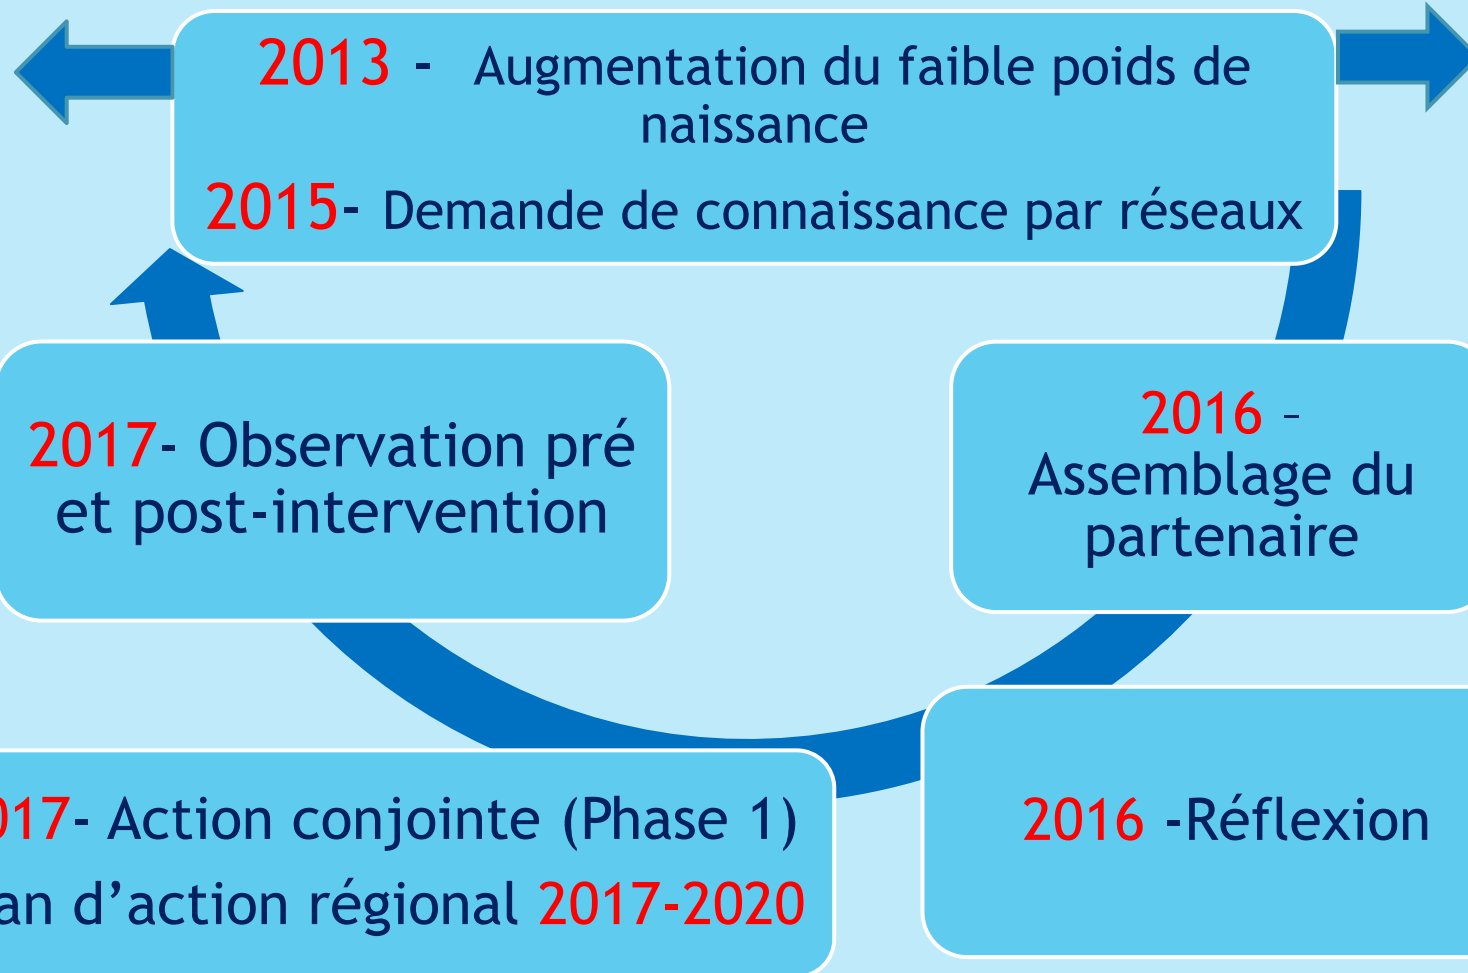 2013 - Augmentation du faible poids de
naissance
2015- Demande de connaissance par réseaux
2016 –
Assemblage du
partenaire
2016 -Réflexion
017- Action conjointe (Phase 1)
an d’action régional 2017-2020
2017- Observation pré
et post-intervention